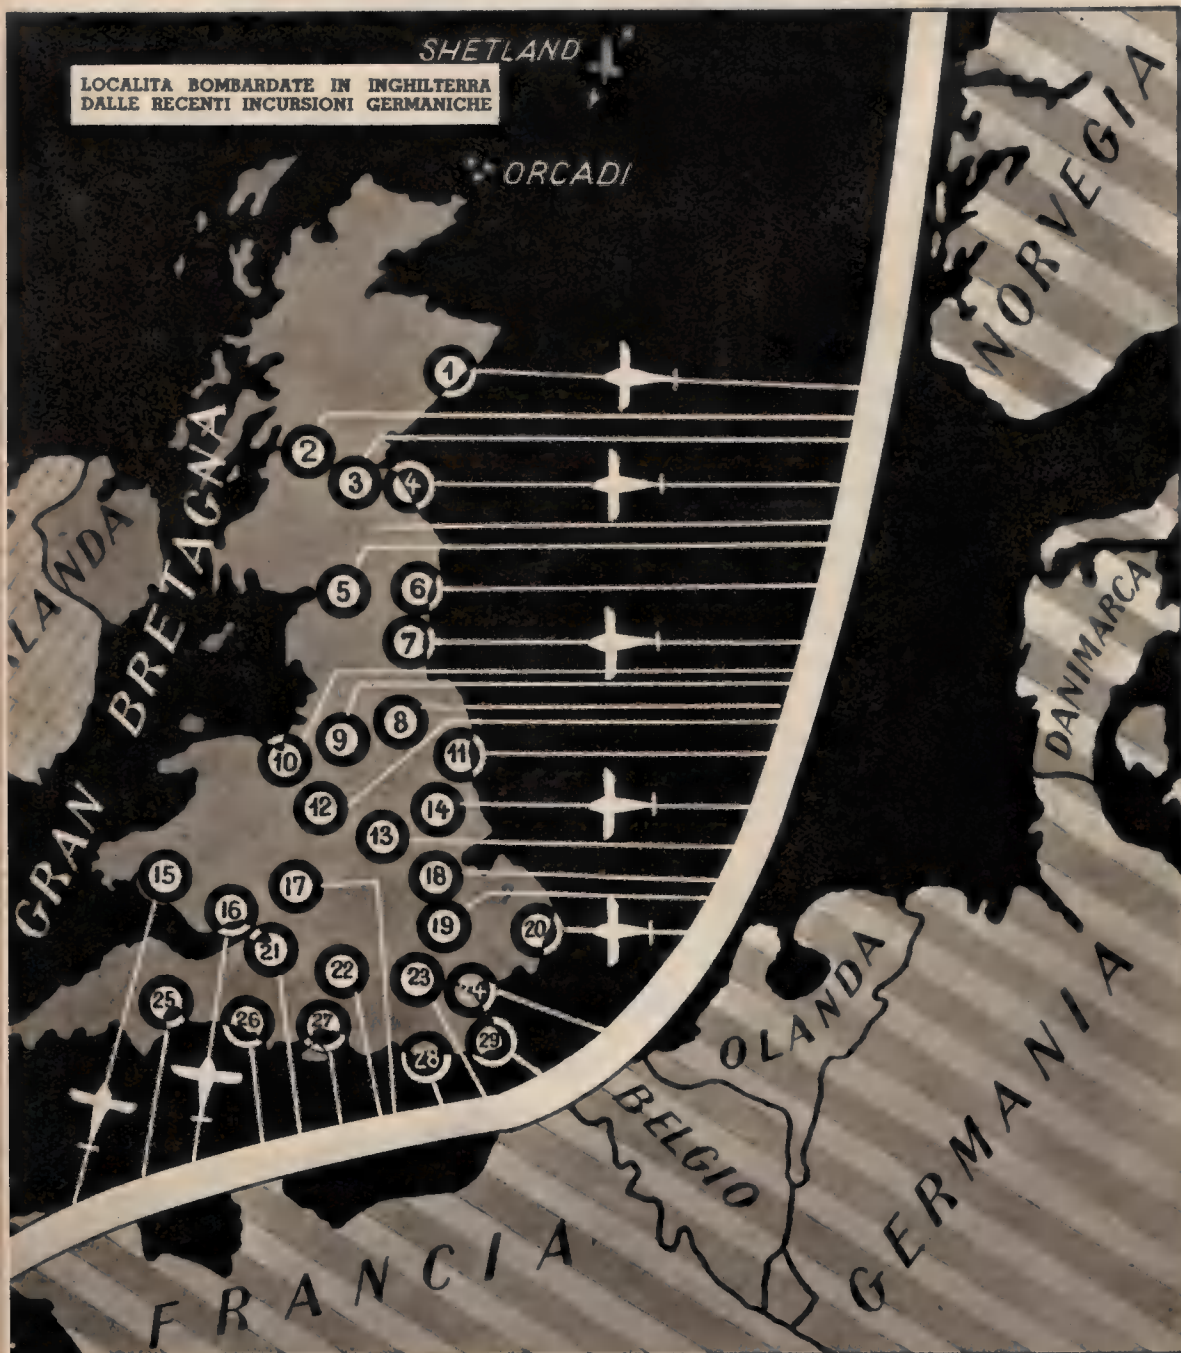 SHETLAND
LOCALITA BOMBARDATE IN INGHILTERRA
DALLE RECENTI INCURSIONI GERMANICHE
ORCADI
NORVEGIA
1
2
3
4
GRAN BRETAGNA
LANDA
5
6
7
DANIMARCA
8
9
10
11
12
13
14
15
16
17
18
19
20
21
22
23
24
25
26
27
28
29
OLANDA
BELGIO
GERMANIA
FRANCIA